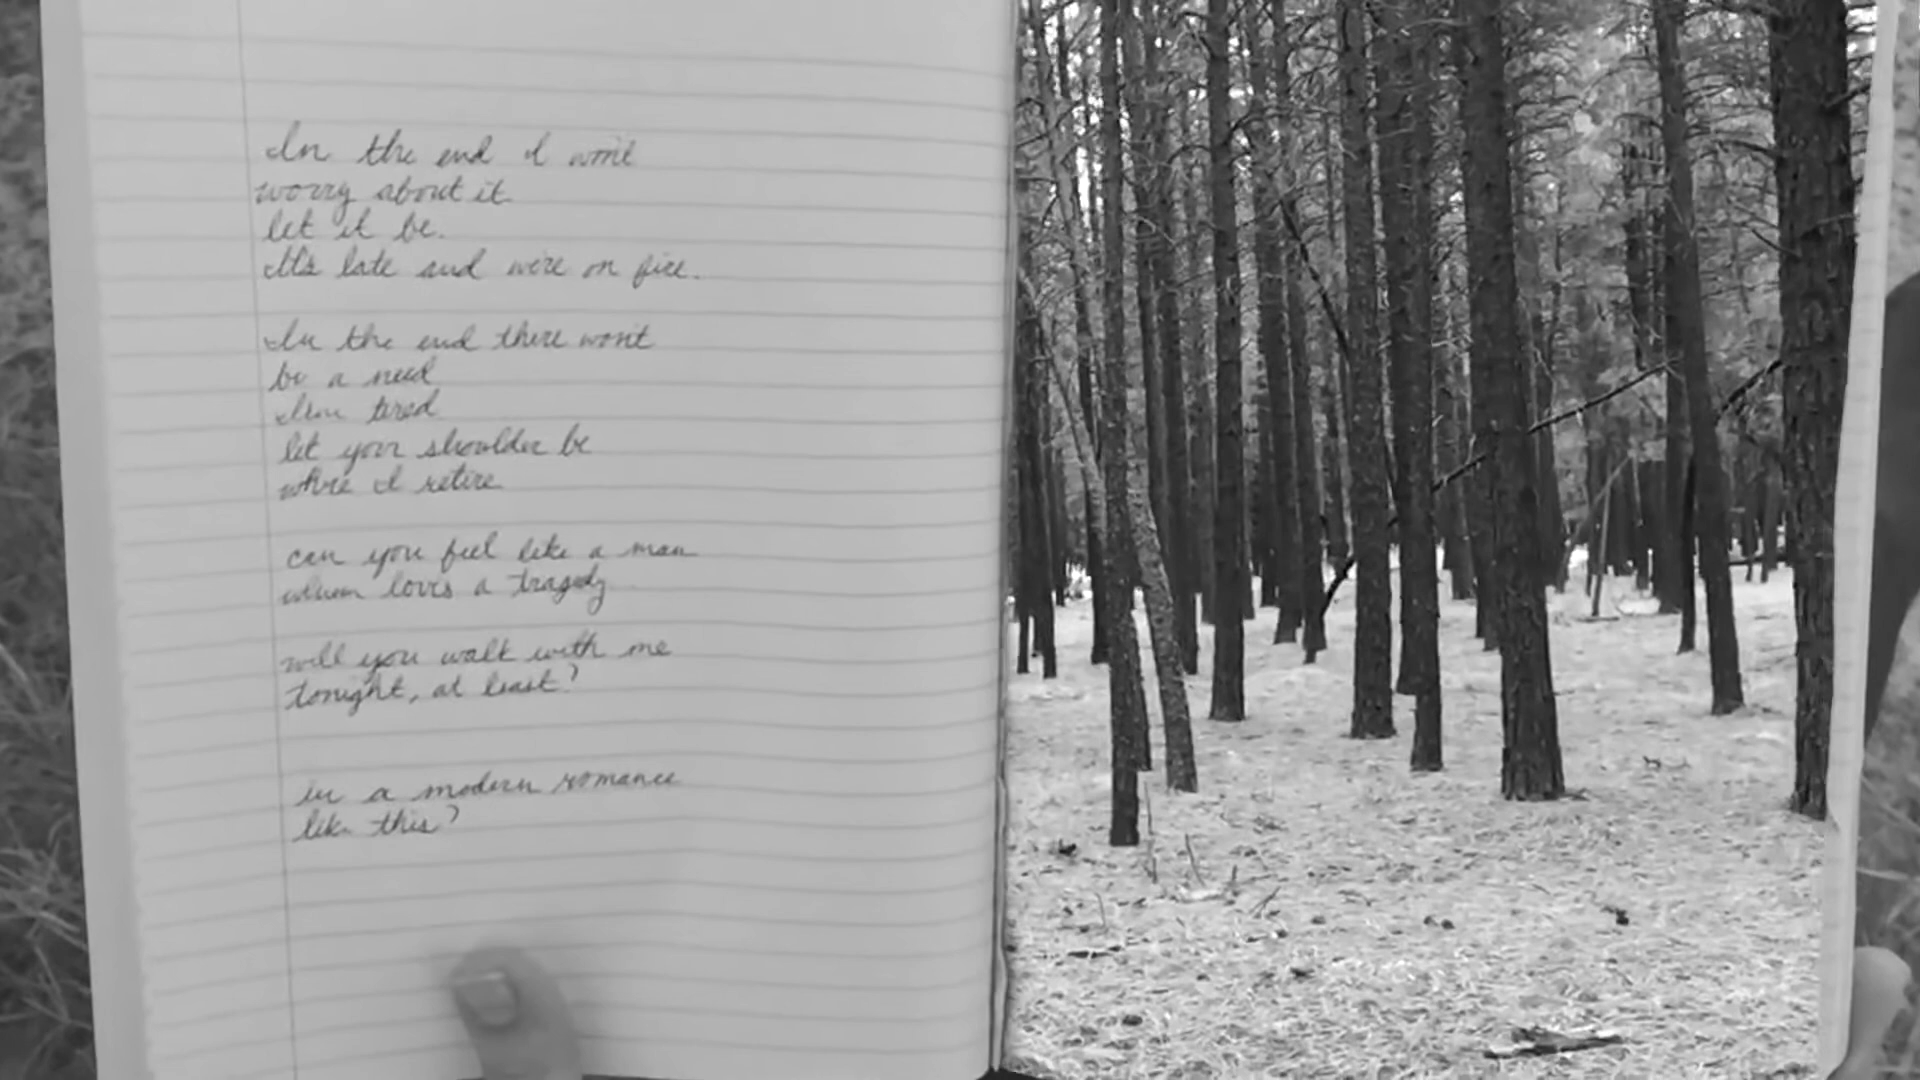 In the end I won't
worry about it
let it be.
It's late and we're on fire.
In the end there won't
be a need
I'm tired
let your shoulder be
where I retire
can you feel like a man
whom loves a tragedy
will you walk with me
tonight, at least?
in a modern romance
like this?